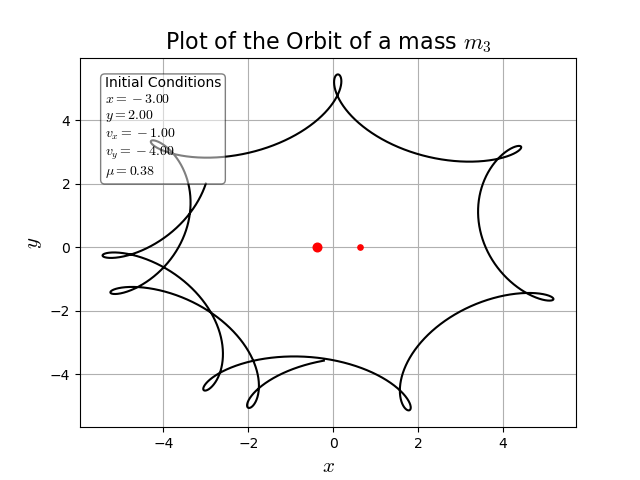 Plot of the Orbit of a mass m₃
Initial Conditions
x = −3.00
y = 2.00
vₓ = −1.00
v_y = −4.00
μ = 0.38
4
2
0
−2
−4
y
−4 −2 0 2 4
x